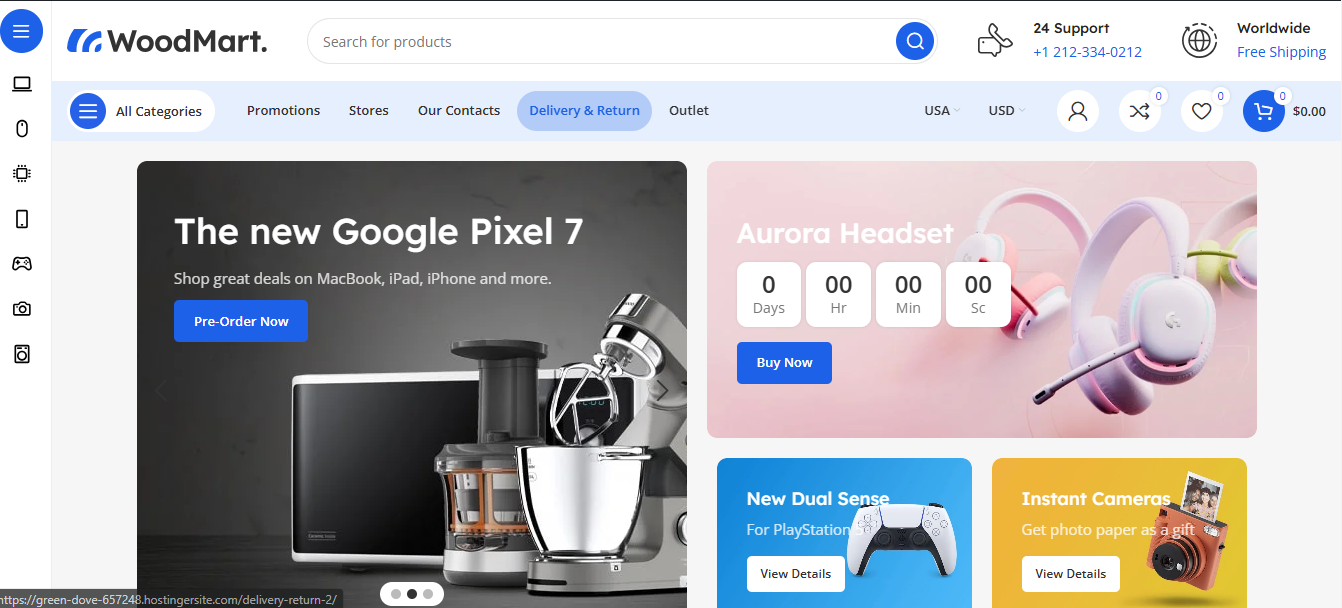 WoodMart.
Search for products
24 Support
+1 212-334-0212
Worldwide
Free Shipping
All Categories
Promotions
Stores
Our Contacts
Delivery & Return
Outlet
USA
USD
0
0
0
$0.00
The new Google Pixel 7
Shop great deals on MacBook, iPad, iPhone and more.
Pre-Order Now
Aurora Headset
0 00 00 00
Days Hr Min Sc
Buy Now
New Dual Sense
For PlayStation
View Details
Instant Cameras
Get photo paper as a gift
View Details
https://green-dove-657248.hostingersite.com/delivery-return-2/